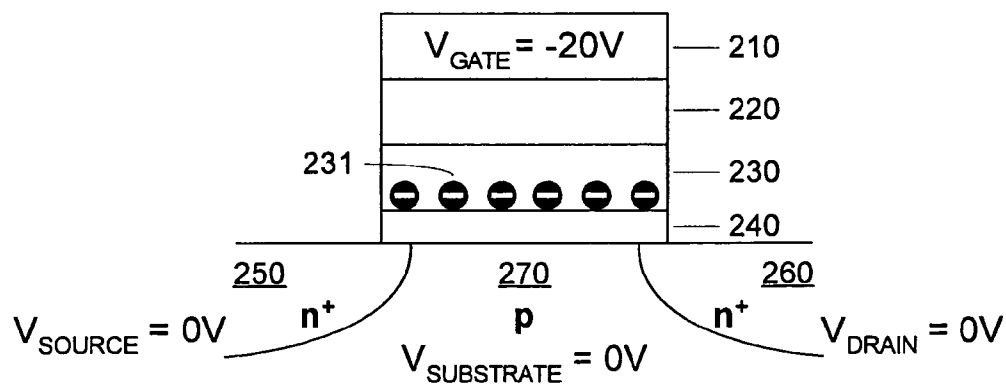 V_GATE = -20V
210
220
231
230
240
250
270
260
n+
p
n+
V_SOURCE = 0V
V_DRAIN = 0V
V_SUBSTRATE = 0V